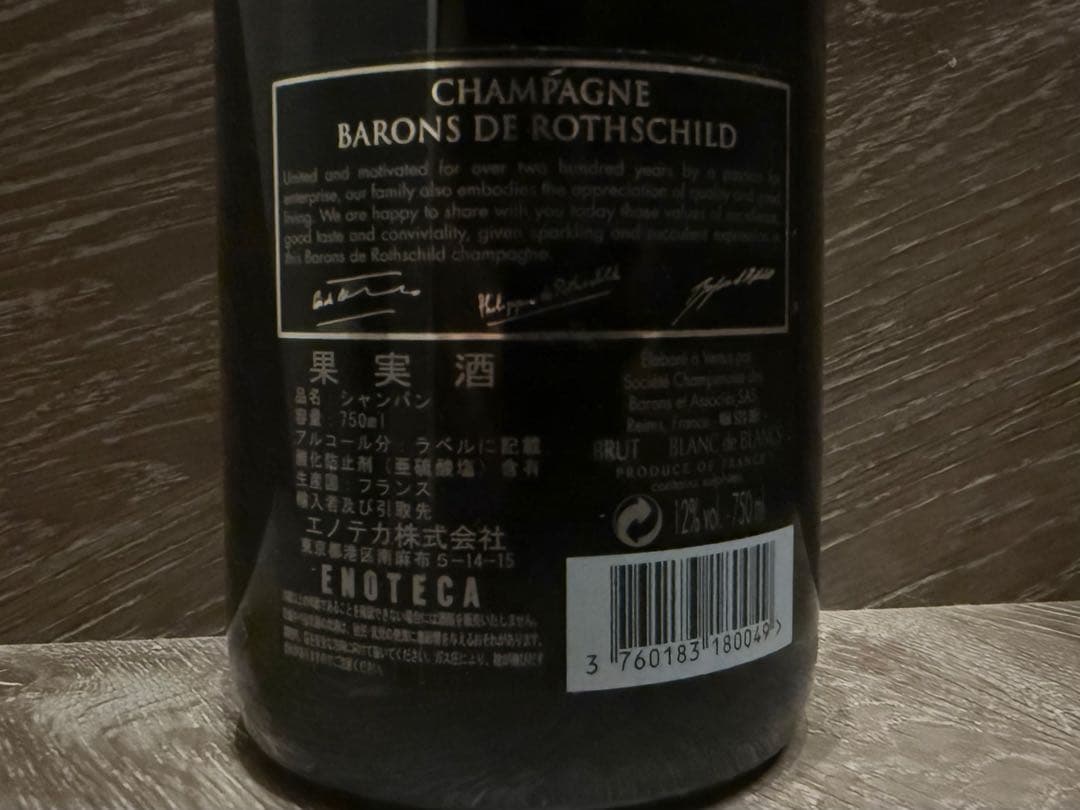 CHAMPAGNE
BARONS DE ROTHSCHILD
United and motivated for over two hundred years by a passion for
enterprise, our family also embodies the appreciation of quality and good
living. We are happy to share with you today those values of excellence,
good taste and conviviality, given sparkling and succulent expression in
this Barons de Rothschild champagne.
Philippe de Rothschild
果実酒
品名 シャンパン
容量 750ml
アルコール分 ラベルに記載
酸化防止剤（亜硫酸塩）含有
生産国 フランス
輸入者及び引取先
エノテカ株式会社
東京都港区南麻布5-14-15
ENOTECA
Elaboré à Vertus par
Société Champenoise des
Barons et Associés SAS
Reims, France
BRUT BLANC de BLANCS
PRODUCE OF FRANCE
contains sulphites
12% vol. - 750 ml
3 760183 180049 >